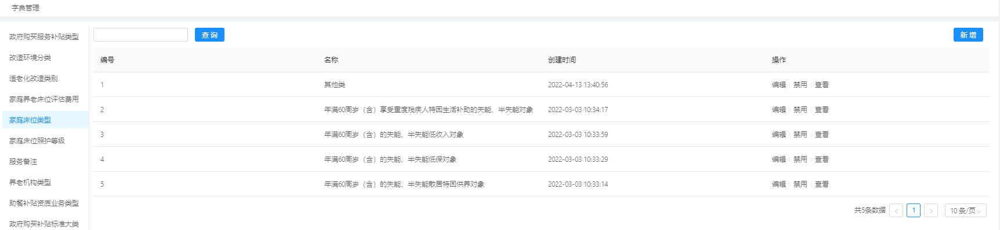 字典管理
政府购买服务补贴类型
改造环境分类
适老化改造类别
家庭养老床位评估费用
家庭床位类型
家庭床位照护等级
服务备注
养老机构类型
助餐补贴资质业务类型
政府购买补贴标准大类
查询 新增
编号 名称 创建时间 操作
1 其他类 2022-04-13 13:40:56 编辑 禁用 查看
2 年满60周岁（含）享受重度残疾人特困生活补助的失能、半失能对象 2022-03-03 10:34:17 编辑 禁用 查看
3 年满60周岁（含）的失能、半失能低收入对象 2022-03-03 10:33:59 编辑 禁用 查看
4 年满60周岁（含）的失能、半失能低保对象 2022-03-03 10:33:29 编辑 禁用 查看
5 年满60周岁（含）的失能、半失能散居特困供养对象 2022-03-03 10:33:14 编辑 禁用 查看
共5条数据 < 1 > 10 条/页